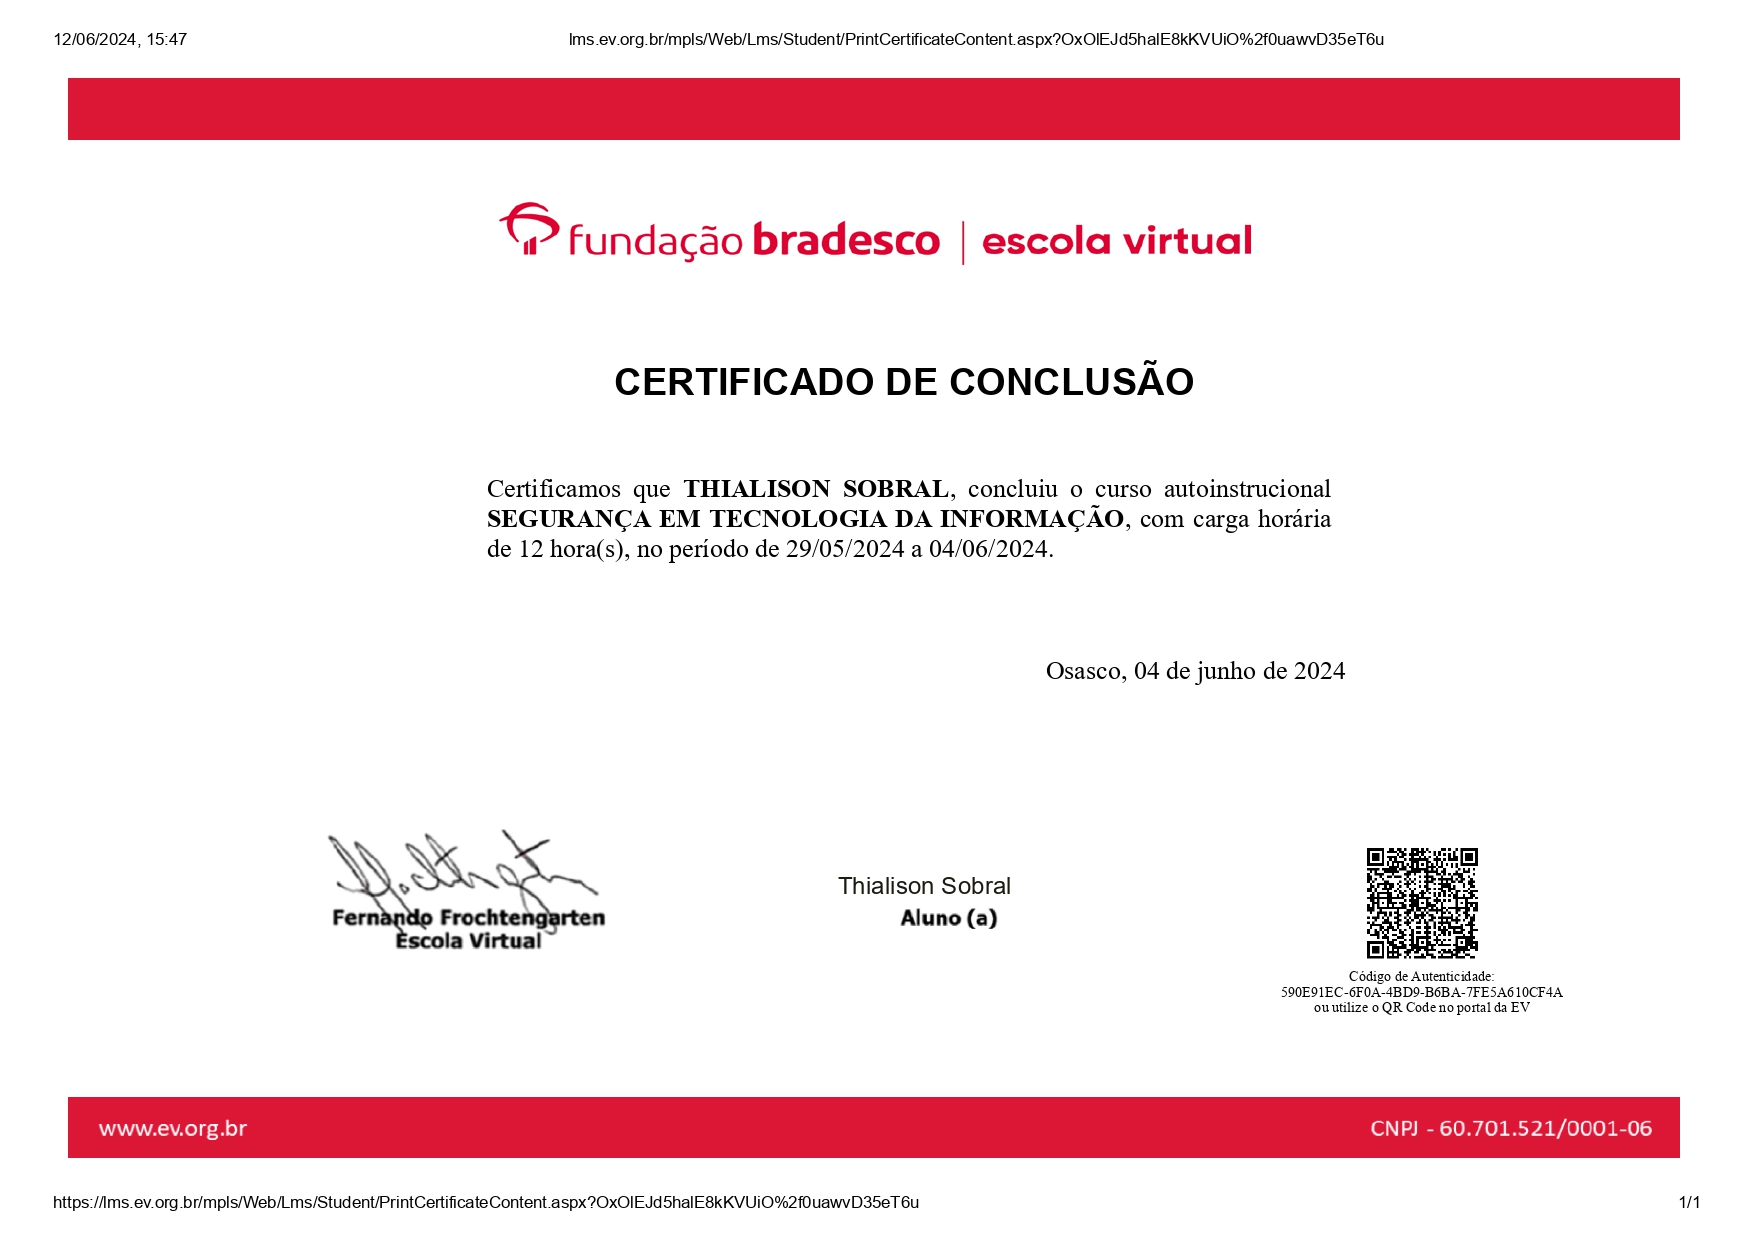 12/06/2024, 15:47
lms.ev.org.br/mpls/Web/Lms/Student/PrintCertificateContent.aspx?OxOlEJd5halE8kKVUiO%2f0uawvD35eT6u
fundação bradesco | escola virtual
CERTIFICADO DE CONCLUSÃO
Certificamos que THIALISON SOBRAL, concluiu o curso autoinstrucional
SEGURANÇA EM TECNOLOGIA DA INFORMAÇÃO, com carga horária
de 12 hora(s), no período de 29/05/2024 a 04/06/2024.
Osasco, 04 de junho de 2024
Fernando Frochtengarten
Escola Virtual
Thialison Sobral
Aluno (a)
Código de Autenticidade:
590E91EC-6F0A-4BD9-B6BA-7FE5A610CF4A
ou utilize o QR Code no portal da EV
www.ev.org.br
CNPJ - 60.701.521/0001-06
https://lms.ev.org.br/mpls/Web/Lms/Student/PrintCertificateContent.aspx?OxOlEJd5halE8kKVUiO%2f0uawvD35eT6u
1/1